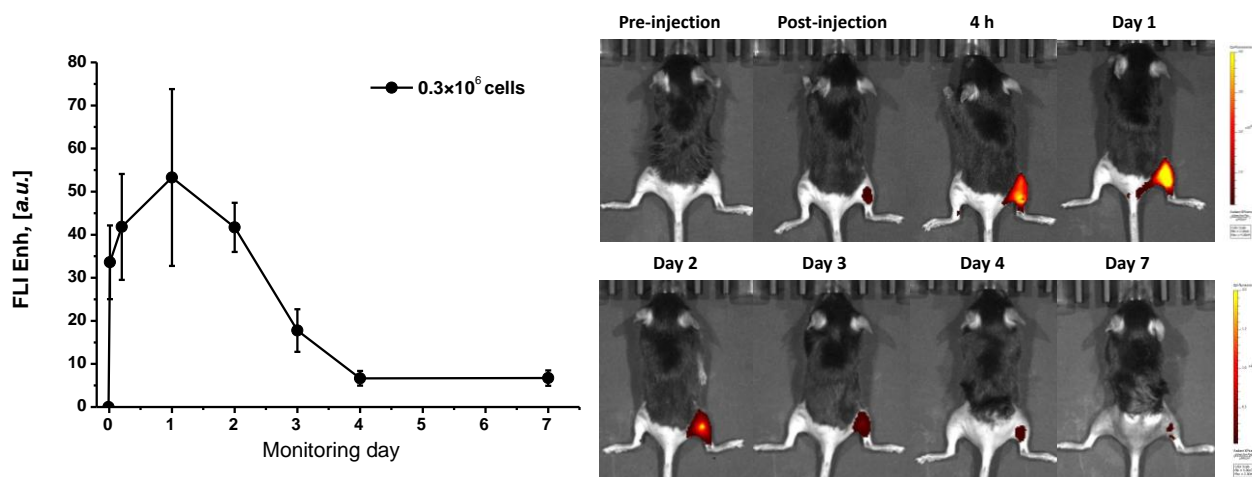 Pre-injection
Post-injection
4 h
Day 1
80
70
60
50
40
30
20
10
0
FLI Enh, [a.u.]
0.3×10⁶ cells
0
1
2
3
4
5
6
7
Monitoring day
Day 2
Day 3
Day 4
Day 7